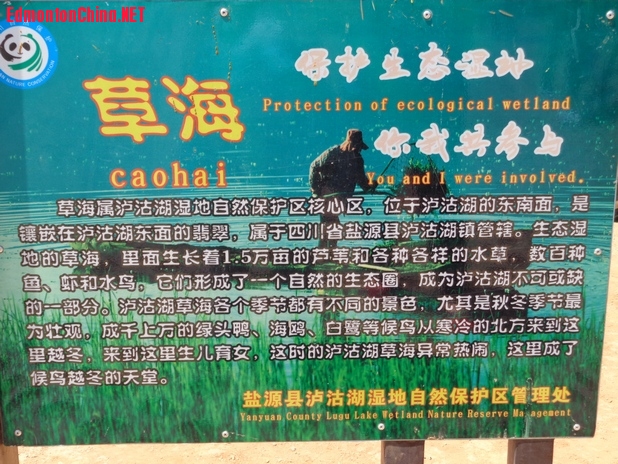 EdmontonChina.NET
保护生态湿地
草海
Protection of ecological wetland
你我共参与
caohai
You and I were involved.
草海属泸沽湖湿地自然保护区核心区，位于泸沽湖的东南面，是
镶嵌在泸沽湖东面的翡翠，属于四川省盐源县泸沽湖镇管辖。生态湿
地的草海，里面生长着1.5万亩的芦苇和各种各祥的水草，数百种
鱼、虾和水鸟。它们形成了一个自然的生态圈，成为泸沽湖不可或缺
的一部分。泸沽湖草海各个季节都有不同的景色，尤其是秋冬季节最
为壮观，成千上万的绿头鸭、海鸥、白鹭等候鸟从寒冷的北方来到这
里越冬，来到这里生儿育女，这时的泸沽湖草海异常热闹，这里成了
候鸟越冬的天堂。
盐源县泸沽湖湿地自然保护区管理处
Yanyuan County Lugu Lake Wetland Nature Reserve Management